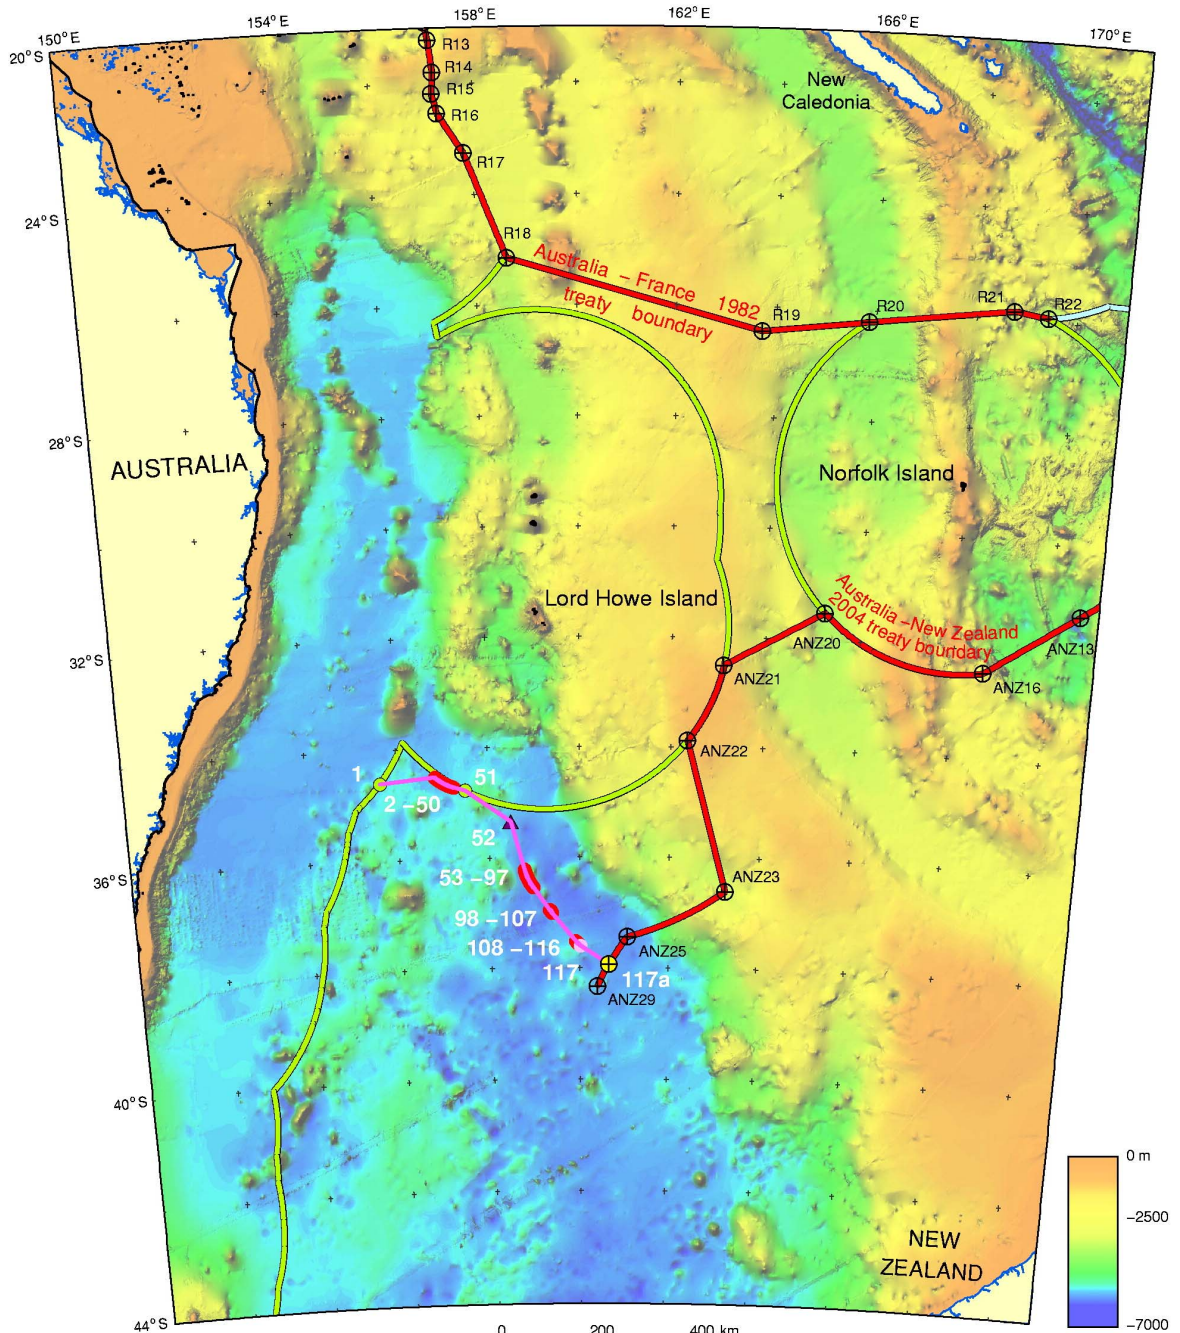 150°E
154°E
158°E
162°E
166°E
170°E
20°S
24°S
28°S
32°S
36°S
40°S
44°S
R13
R14
R15
R16
R17
R18
New
Caledonia
Australia – France 1982
treaty boundary
R19
R20
R21
R22
AUSTRALIA
Norfolk Island
Lord Howe Island
Australia –New Zealand
2004 treaty boundary
ANZ20
ANZ13
ANZ21
ANZ16
ANZ22
1
51
2 –50
52
53 –97
ANZ23
98 –107
108 –116
ANZ25
117
117a
ANZ29
NEW
ZEALAND
0 m
–2500
–7000
0 200 400 km